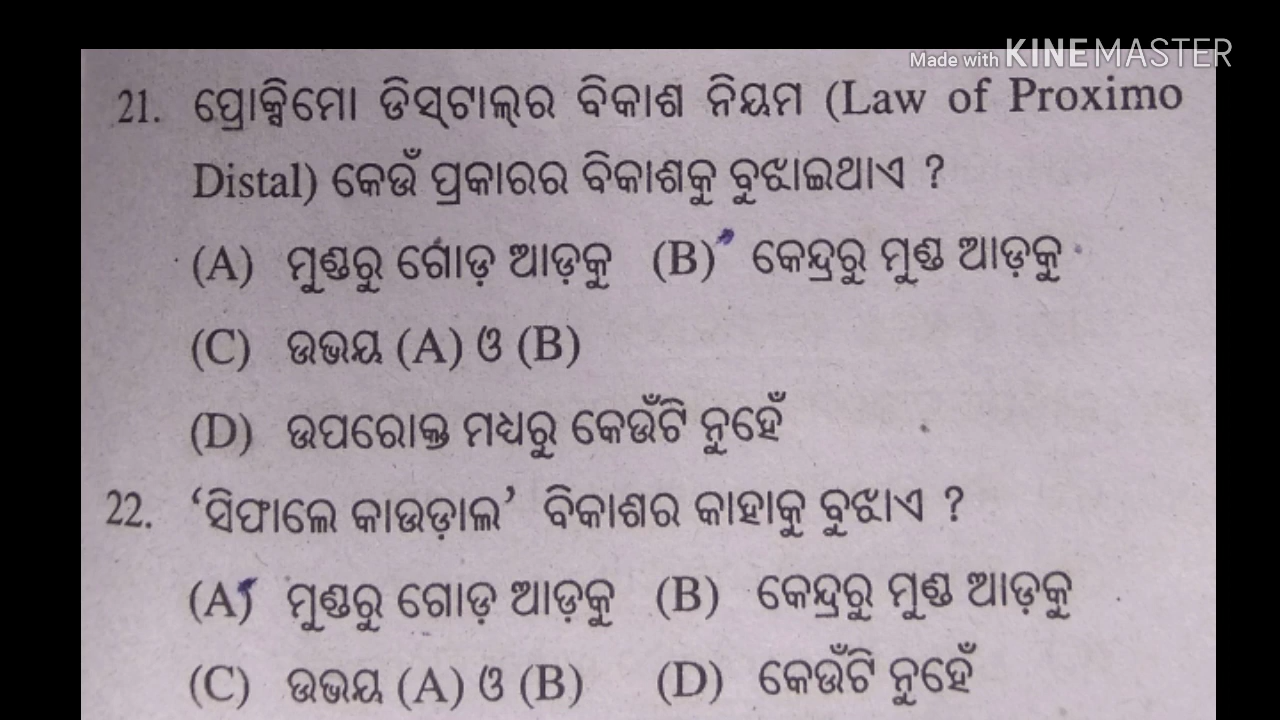 Made with KINEMASTER
21. ପ୍ରୋକ୍ସିମୋ ଡିସ୍‌ଟାଲ୍‌ର ବିକାଶ ନିୟମ (Law of Proximo
Distal) କେଉଁ ପ୍ରକାରର ବିକାଶକୁ ବୁଝାଇଥାଏ ?
(A) ମୁଣ୍ଡରୁ ଗୋଡ଼ ଆଡ଼କୁ (B) କେନ୍ଦ୍ରରୁ ମୁଣ୍ଡ ଆଡ଼କୁ
(C) ଉଭୟ (A) ଓ (B)
(D) ଉପରୋକ୍ତ ମଧ୍ୟରୁ କେଉଁଟି ନୁହେଁ
22. ‘ସିଫାଲେ କାଉଡ଼ାଲ’ ବିକାଶର କାହାକୁ ବୁଝାଏ ?
(A) ମୁଣ୍ଡରୁ ଗୋଡ଼ ଆଡ଼କୁ (B) କେନ୍ଦ୍ରରୁ ମୁଣ୍ଡ ଆଡ଼କୁ
(C) ଉଭୟ (A) ଓ (B) (D) କେଉଁଟି ନୁହେଁ